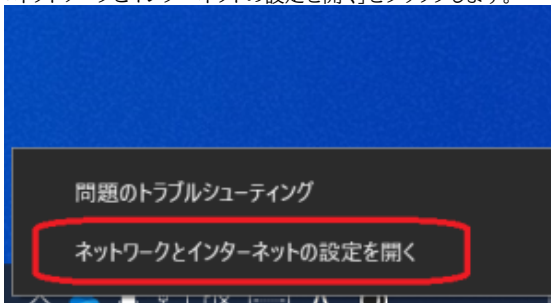 ネットワークとインターネットの設定を開く」をクリックします。
問題のトラブルシューティング
ネットワークとインターネットの設定を開く